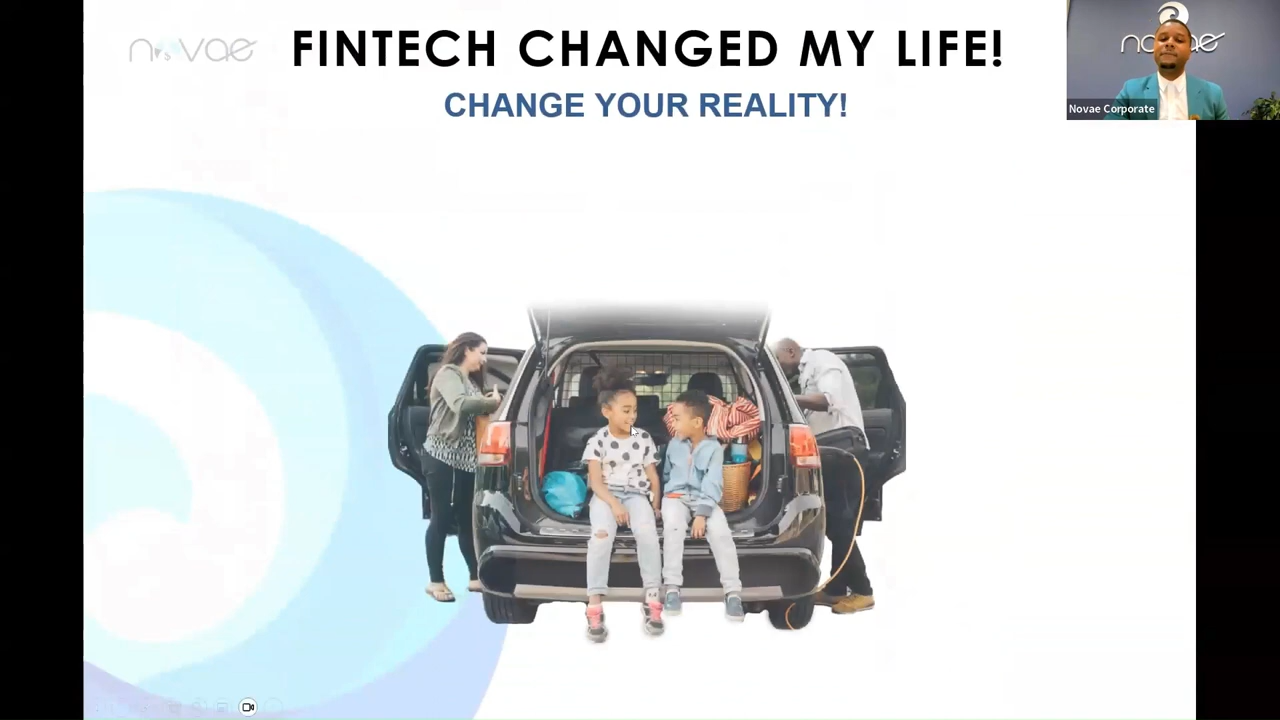 novae
FINTECH CHANGED MY LIFE!
CHANGE YOUR REALITY!
novae
Novae Corporate